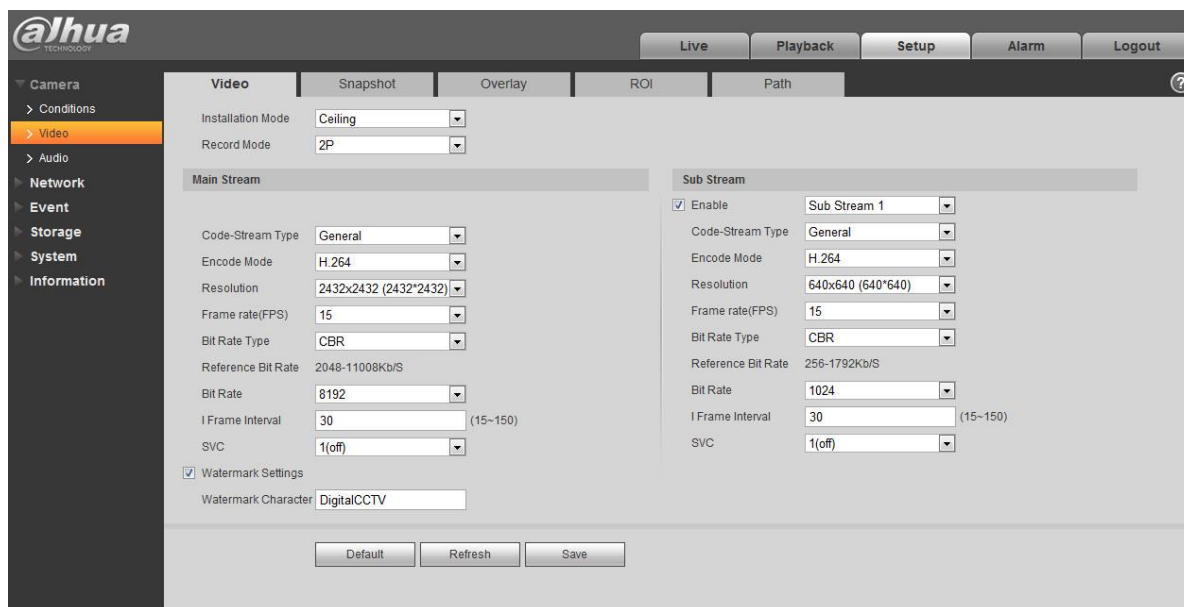 alhua
TECHNOLOGY
Live Playback Setup Alarm Logout
Camera
> Conditions
> Video
> Audio
Network
Event
Storage
System
Information
Video Snapshot Overlay ROI Path ?
Installation Mode Ceiling
Record Mode 2P
Main Stream
Code-Stream Type General
Encode Mode H.264
Resolution 2432x2432 (2432*2432)
Frame rate(FPS) 15
Bit Rate Type CBR
Reference Bit Rate 2048-11008Kb/S
Bit Rate 8192
I Frame Interval 30 (15~150)
SVC 1(off)
Watermark Settings
Watermark Character DigitalCCTV
Sub Stream
Enable Sub Stream 1
Code-Stream Type General
Encode Mode H.264
Resolution 640x640 (640*640)
Frame rate(FPS) 15
Bit Rate Type CBR
Reference Bit Rate 256-1792Kb/S
Bit Rate 1024
I Frame Interval 30 (15~150)
SVC 1(off)
Default Refresh Save